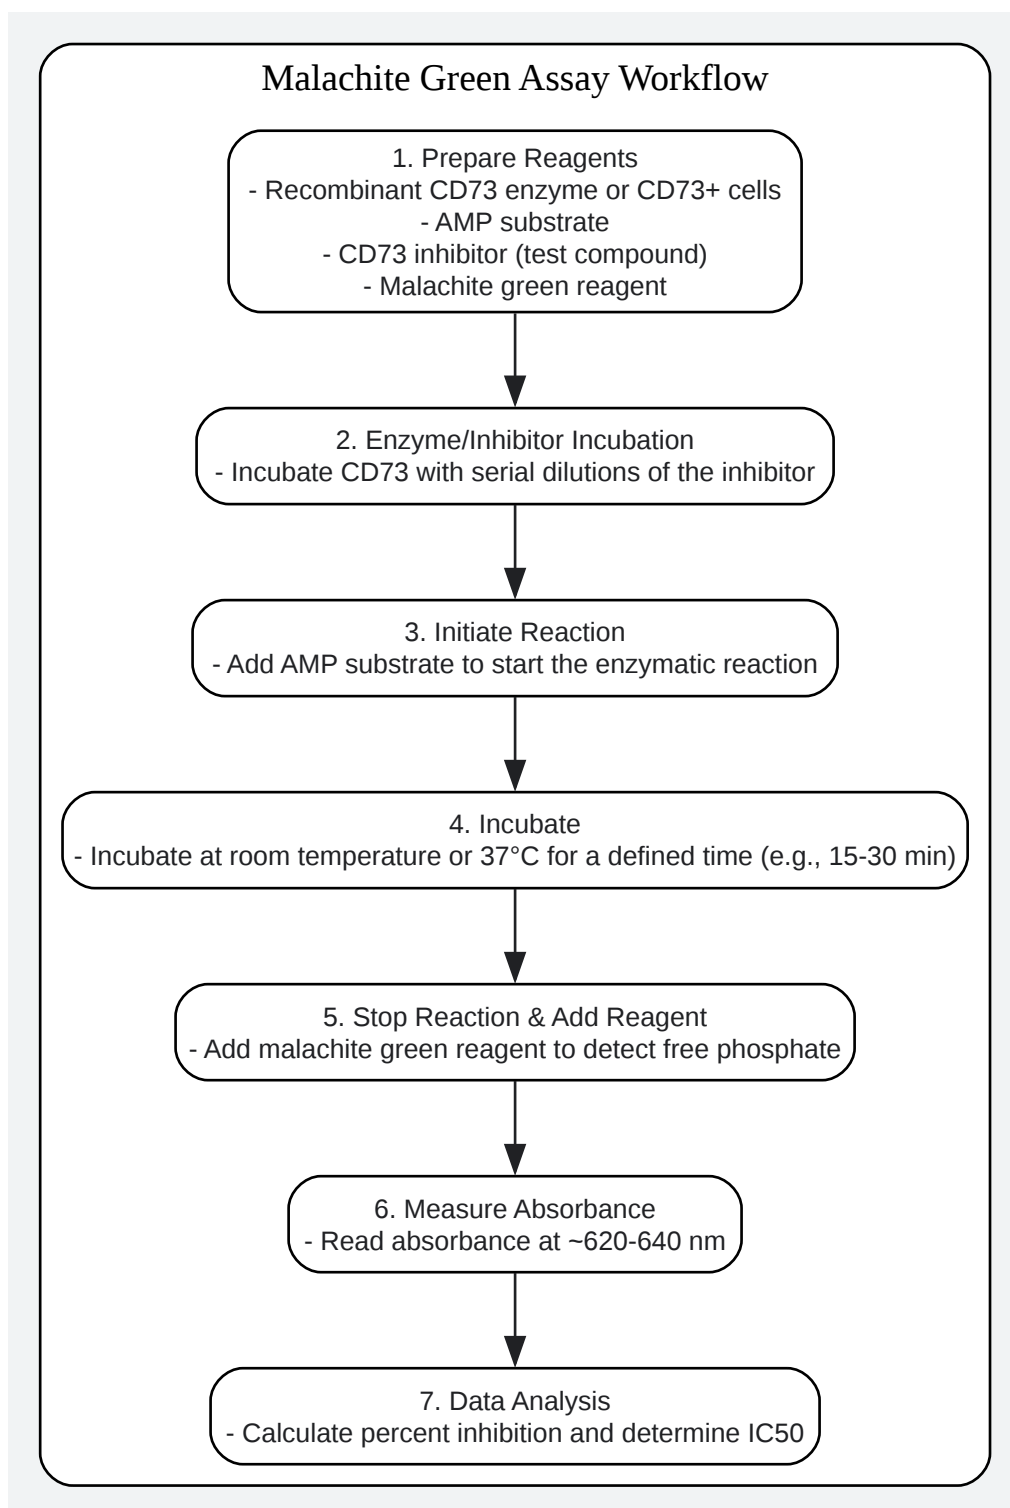 Malachite Green Assay Workflow
1. Prepare Reagents
- Recombinant CD73 enzyme or CD73+ cells
- AMP substrate
- CD73 inhibitor (test compound)
- Malachite green reagent
2. Enzyme/Inhibitor Incubation
- Incubate CD73 with serial dilutions of the inhibitor
3. Initiate Reaction
- Add AMP substrate to start the enzymatic reaction
4. Incubate
- Incubate at room temperature or 37°C for a defined time (e.g., 15-30 min)
5. Stop Reaction & Add Reagent
- Add malachite green reagent to detect free phosphate
6. Measure Absorbance
- Read absorbance at ~620-640 nm
7. Data Analysis
- Calculate percent inhibition and determine IC50